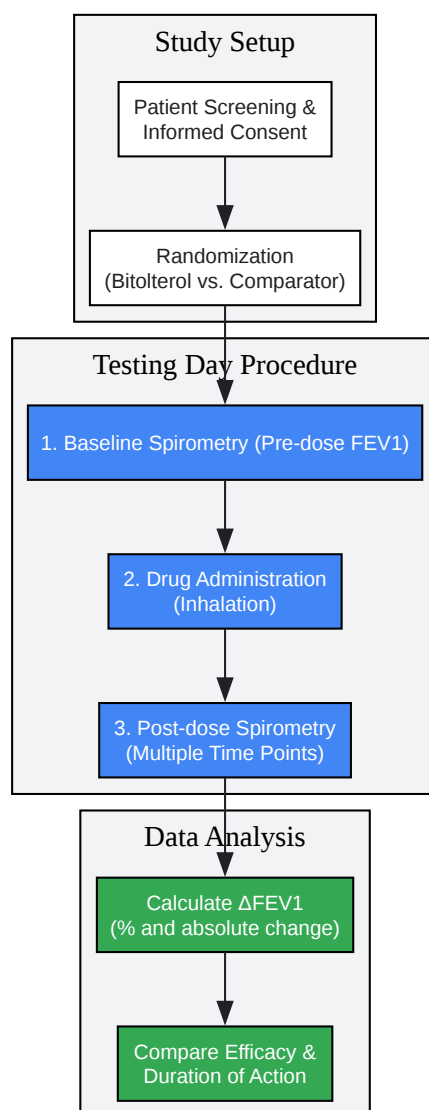 Study Setup
Patient Screening &
Informed Consent
Randomization
(Bitolterol vs. Comparator)
Testing Day Procedure
1. Baseline Spirometry (Pre-dose FEV1)
2. Drug Administration
(Inhalation)
3. Post-dose Spirometry
(Multiple Time Points)
Data Analysis
Calculate ΔFEV1
(% and absolute change)
Compare Efficacy &
Duration of Action